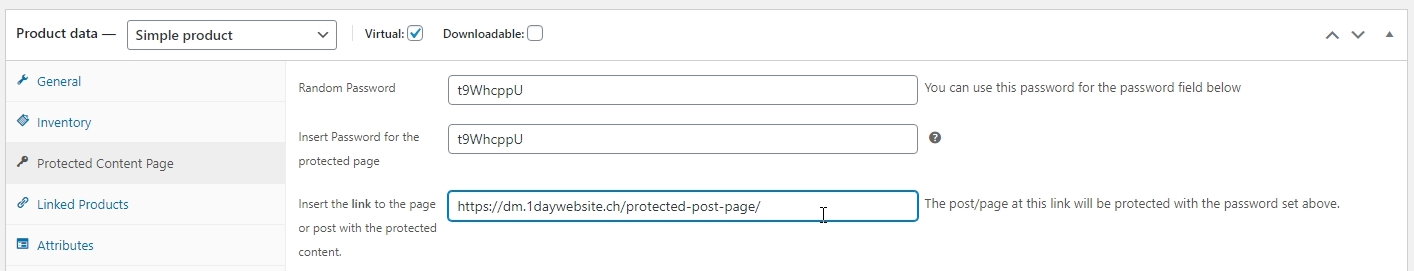 Product data — Simple product Virtual: Downloadable:
General
Inventory
Protected Content Page
Linked Products
Attributes
Random Password t9WhcppU You can use this password for the password field below
Insert Password for the t9WhcppU
protected page
Insert the link to the page https://dm.1daywebsite.ch/protected-post-page/ The post/page at this link will be protected with the password set above.
or post with the protected
content.